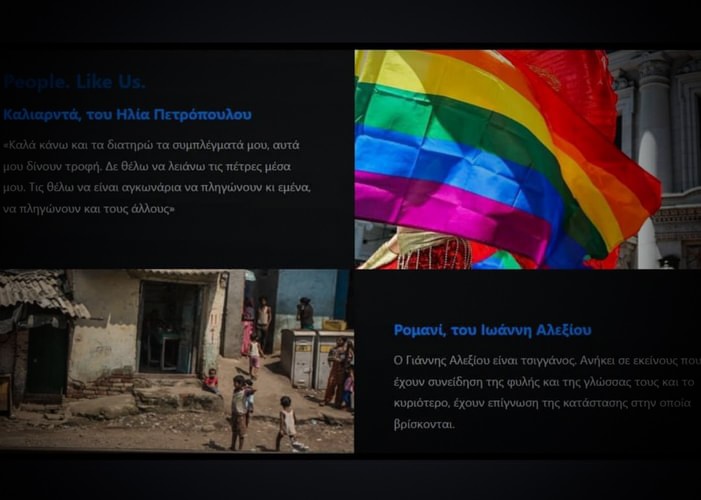 People. Like Us.
Καλιαρντά, του Ηλία Πετρόπουλου
«Καλά κάνω και τα διατηρώ τα συμπλέγματά μου, αυτά
μου δίνουν τροφή. Δε θέλω να λειάνω τις πέτρες μέσα
μου. Τις θέλω να είναι αγκωνάρια να πληγώνουν κι εμένα,
να πληγώνουν και τους άλλους»
Ρομανί, του Ιωάννη Αλεξίου
Ο Γιάννης Αλεξίου είναι τσιγγάνος. Ανήκει σε εκείνους που
έχουν συνείδηση της φυλής και της γλώσσας τους και το
κυριότερο, έχουν επίγνωση της κατάστασης στην οποία
βρίσκονται.